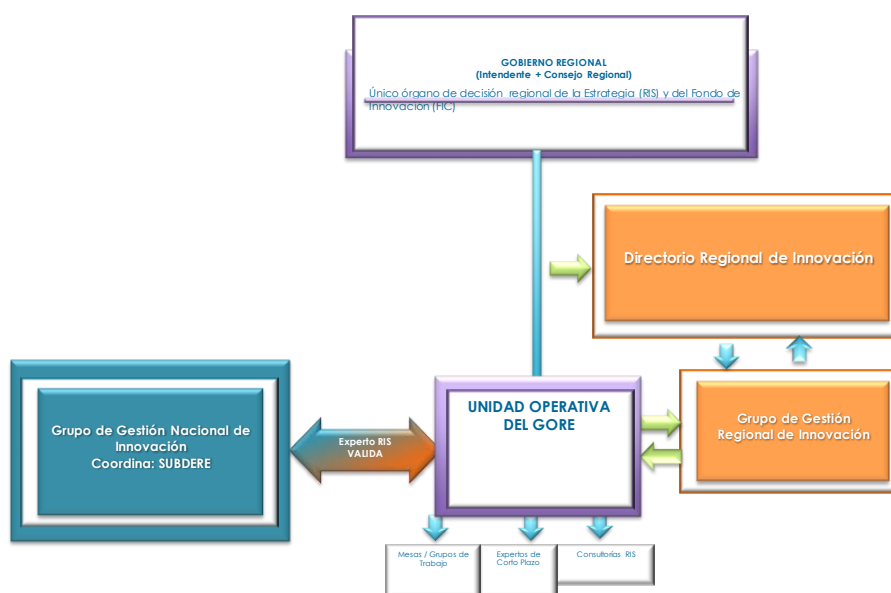 GOBIERNO REGIONAL
(Intendente + Consejo Regional)
Único órgano de decisión regional de la Estrategia (RIS) y del Fondo de
Innovación (FIC)
Directorio Regional de Innovación
Grupo de Gestión Nacional de
Innovación
Coordina: SUBDERE
Experto RIS
VALIDA
UNIDAD OPERATIVA
DEL GORE
Grupo de Gestión
Regional de Innovación
Mesas / Grupos de
Trabajo
Expertos de
Corto Plazo
Consultorías RIS